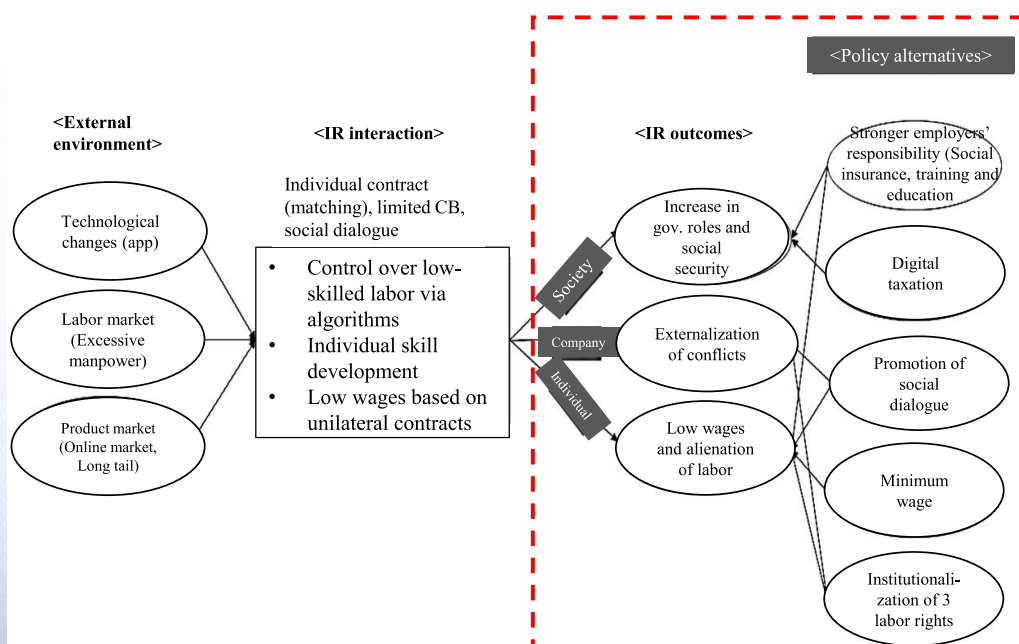 <Policy alternatives>
<External
environment>
<IR interaction>
<IR outcomes>
Technological
changes (app)
Labor market
(Excessive
manpower)
Product market
(Online market,
Long tail)
Individual contract
(matching), limited CB,
social dialogue
• Control over low-
skilled labor via
algorithms
• Individual skill
development
• Low wages based on
unilateral contracts
Society
Company
Individual
Increase in
gov. roles and
social
security
Externalization
of conflicts
Low wages
and alienation
of labor
Stronger employers'
responsibility (Social
insurance, training and
education
Digital
taxation
Promotion of
social
dialogue
Minimum
wage
Institutionali-
zation of 3
labor rights